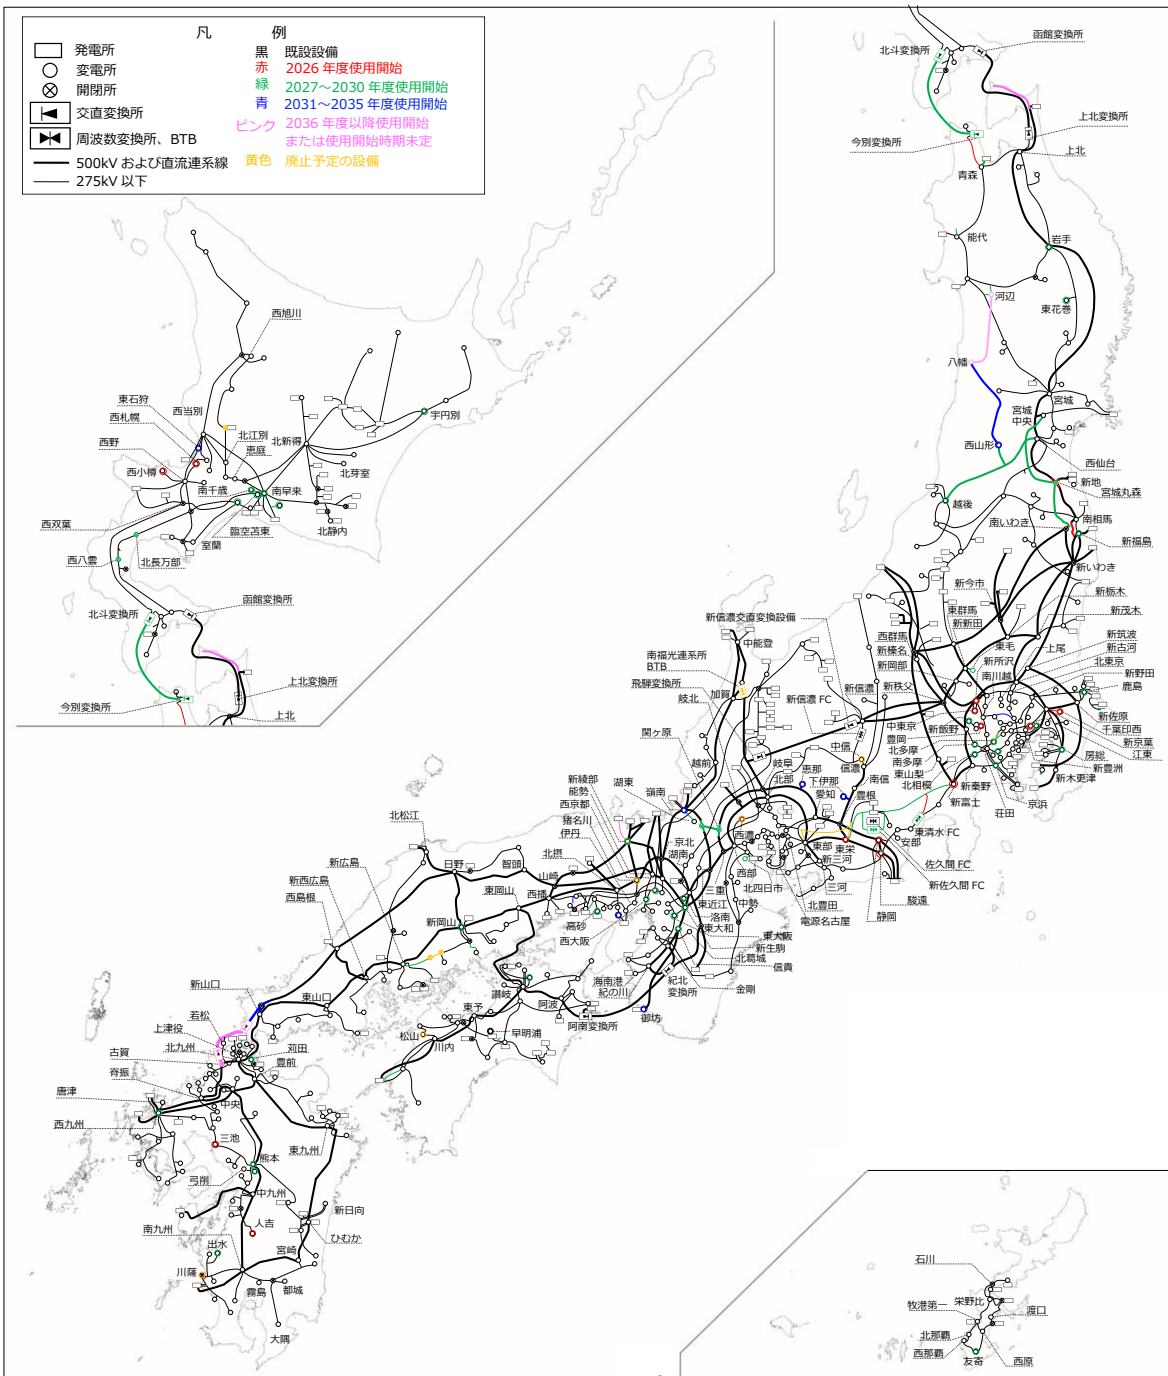 凡 例
発電所
変電所
開閉所
交直変換所
周波数変換所、BTB
500kV および直流連系線
275kV 以下
黒 既設設備
赤 2026 年度使用開始
緑 2027～2030 年度使用開始
青 2031～2035 年度使用開始
ピンク 2036 年度以降使用開始
または使用開始時期未定
黄色 廃止予定の設備
北斗変換所
函館変換所
今別変換所
上北変換所
上北
青森
能代
岩手
河辺
東花巻
八幡
宮城
宮城
中央
西山形
西仙台
新地
宮城丸森
越後
南いわき
南相馬
新福島
新いわき
西旭川
東石狩
西札幌
西当別
西野
北江別
恵庭
北新得
宇円別
西小樽
北芽室
南千歳
南早来
西双葉
臨空苫東
北静内
室蘭
西八雲
北長万部
北斗変換所
函館変換所
上北変換所
今別変換所
上北
新今市
新栃木
東群馬
新新田
新茂木
新信濃交直変換設備
西群馬
新榛名
東毛
上尾
新筑波
中能登
新岡部
新所沢
新古河
南福光連系所
BTB
北東京
南川越
新野田
飛騨変換所
加賀
新信濃
新秩父
鹿島
岐北
新信濃 FC
中東京
新佐原
関ヶ原
豊岡
新飯野
千葉印西
中信
北多摩
新京葉
越前
岐阜
恵那
信濃
南多摩
房総
江東
新綾部
湖東
北部
下伊那
南信
東山梨
新豊洲
能勢
嶺南
愛知
豊根
北相模
新秦野
新木更津
西京都
新富士
京浜
猪名川
荘田
北松江
伊丹
京北
西濃
東清水 FC
新広島
湖南
東部
東栄
安部
日野
智頭
北摂
新三河
佐久間 FC
山崎
西部
新西広島
東岡山
三重
北四日市
三河
新佐久間 FC
西播
西島根
東近江
中勢
北豊田
駿遠
新岡山
高砂
洛南
電源名古屋
静岡
西大阪
東大和
東大阪
新生駒
北葛城
信貴
新山口
海南港
紀の川
紀北
変換所
金剛
東山口
讃岐
若松
阿波
東予
上津役
阿南変換所
御坊
北九州
松山
早明浦
古賀
苅田
川内
脊振
豊前
唐津
中央
西九州
三池
東九州
熊本
弓削
中九州
新日向
南九州
人吉
ひむか
出水
宮崎
川薩
霧島
都城
大隅
石川
栄野比
牧港第一
渡口
北那覇
西那覇
友寄
西原